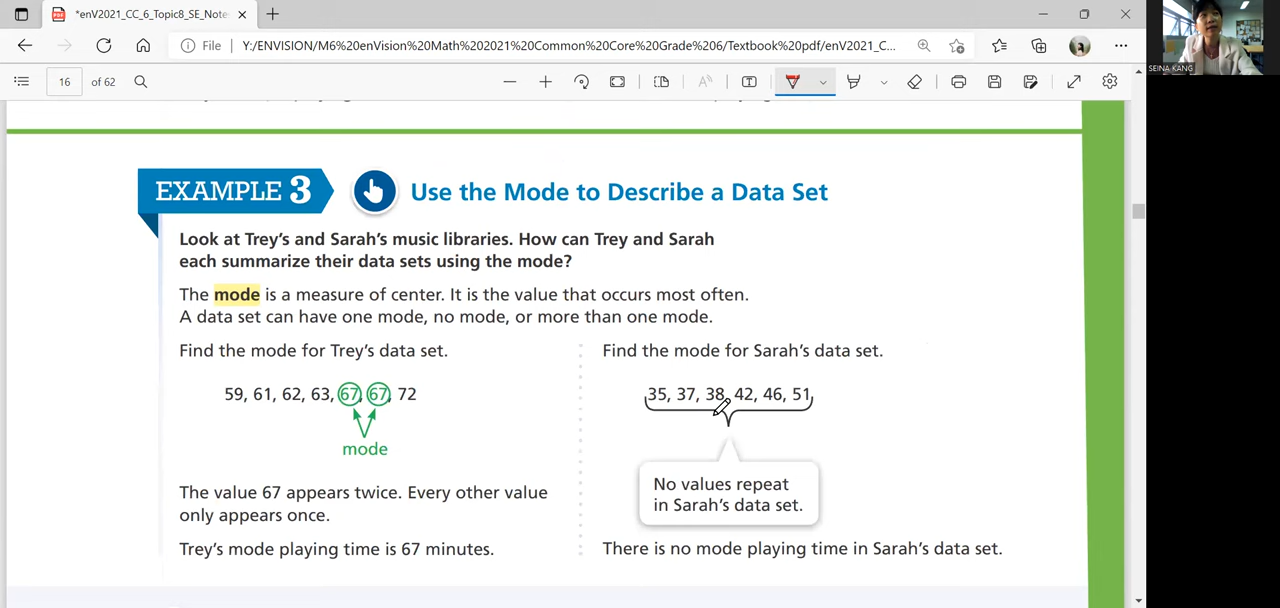 *enV2021_CC_6_Topic8_SE_Note
File
Y:/ENVISION/M6%20enVision%20Math%202021%20Common%20Core%20Grade%206/Textbook%20pdf/enV2021_C...
16
of 62
SEINA KANG
EXAMPLE 3
Use the Mode to Describe a Data Set
Look at Trey's and Sarah's music libraries. How can Trey and Sarah
each summarize their data sets using the mode?
The mode is a measure of center. It is the value that occurs most often.
A data set can have one mode, no mode, or more than one mode.
Find the mode for Trey's data set.
59, 61, 62, 63, 67, 67, 72
mode
The value 67 appears twice. Every other value
only appears once.
Trey's mode playing time is 67 minutes.
Find the mode for Sarah's data set.
35, 37, 38, 42, 46, 51
No values repeat
in Sarah's data set.
There is no mode playing time in Sarah's data set.